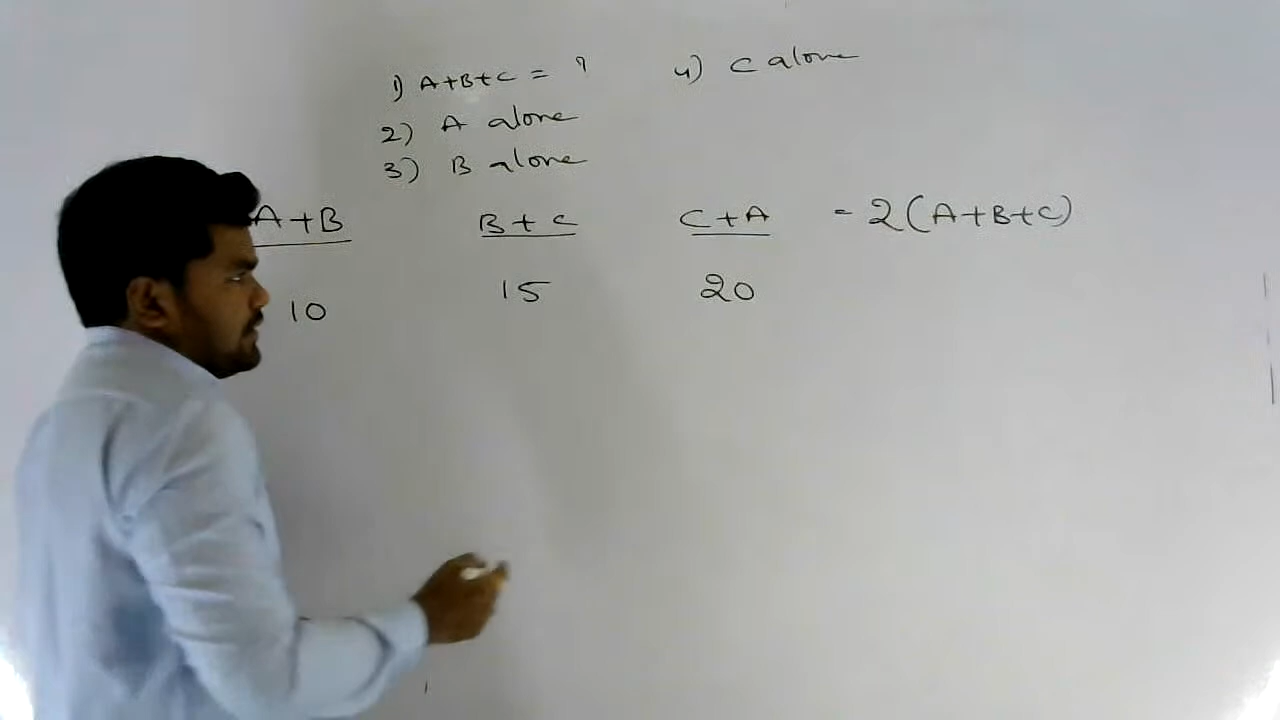 1) A+B+C = ? 4) C alone
2) A alone
3) B alone
A+B B+C C+A = 2(A+B+C)
10 15 20